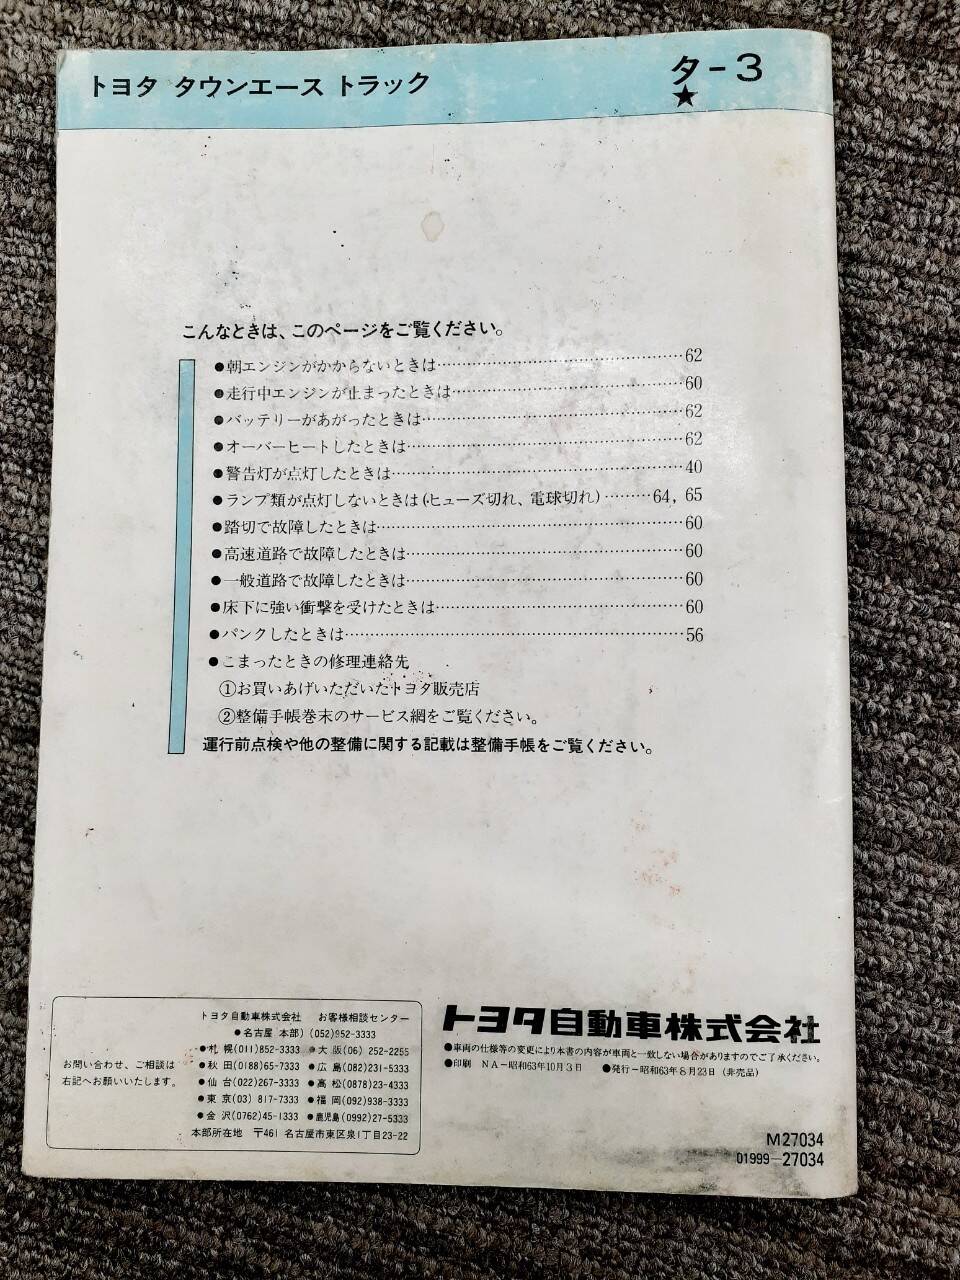 トヨタ タウンエース トラック
タ-3
★
こんなときは、このページをご覧ください。
●朝エンジンがかからないときは……………………………62
●走行中エンジンが止まったときは……………………………60
●バッテリーがあがったときは……………………………62
●オーバーヒートしたときは……………………………62
●警告灯が点灯したときは……………………………40
●ランプ類が点灯しないときは(ヒューズ切れ、電球切れ)………64, 65
●踏切で故障したときは……………………………60
●高速道路で故障したときは……………………………60
●一般道路で故障したときは……………………………60
●床下に強い衝撃を受けたときは……………………………60
●パンクしたときは……………………………56
●こまったときの修理連絡先
①お買いあげいただいたトヨタ販売店
②整備手帳巻末のサービス網をご覧ください。
運行前点検や他の整備に関する記載は整備手帳をご覧ください。
お問い合わせ、ご相談は
右記へお願いいたします。
トヨタ自動車株式会社 お客様相談センター
●名古屋 本部) (052)952-3333
●札 幌(011)852-3333 ●大 阪(06) 252-2255
●秋 田(0188)65-7333 ●広 島(082)231-5333
●仙 台(022)267-3333 ●高 松(0878)23-4333
●東 京(03) 817-7333 ●福 岡(092)938-3333
●金 沢(0762)45-1333 ●鹿児島(0992)27-5333
本部所在地 〒461 名古屋市東区泉1丁目23-22
トヨタ自動車株式会社
●車両の仕様等の変更により本書の内容が車両と一致しない場合がありますのでご了承ください。
●印刷 NA-昭和63年10月3日 ●発行-昭和63年8月23日(非売品)
M27034
01999-27034